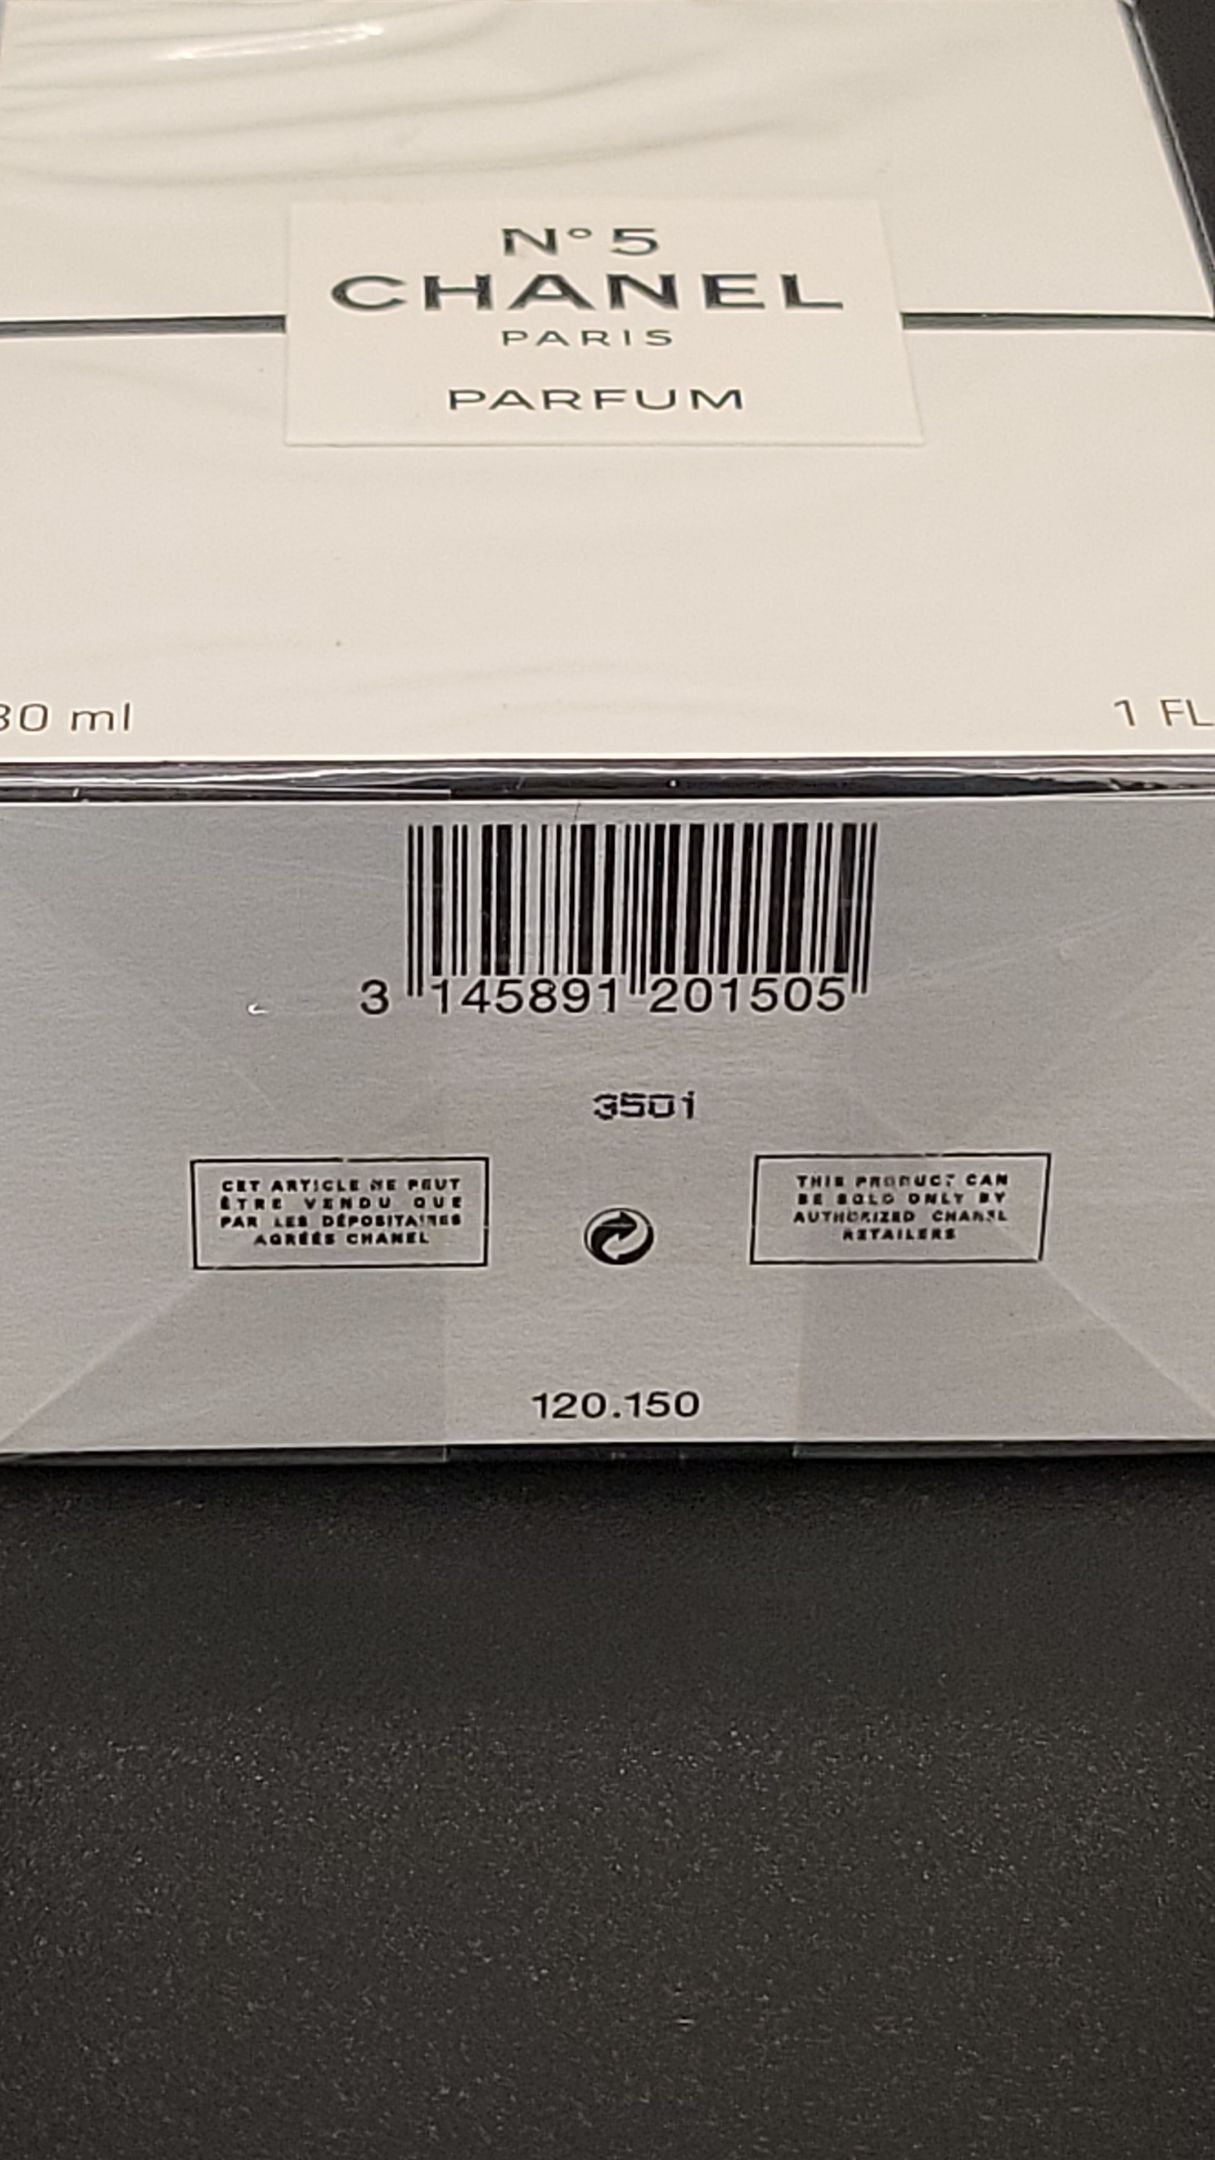 N°5
CHANEL
PARIS
PARFUM
30 ml
1 FL
3 145891 201505
3501
CET ARTICLE NE PEUT
ÊTRE VENDU QUE
PAR LES DÉPOSITAIRES
AGRÉÉS CHANEL
THIS PRODUCT CAN
BE SOLD ONLY BY
AUTHORIZED CHANEL
RETAILERS
120.150